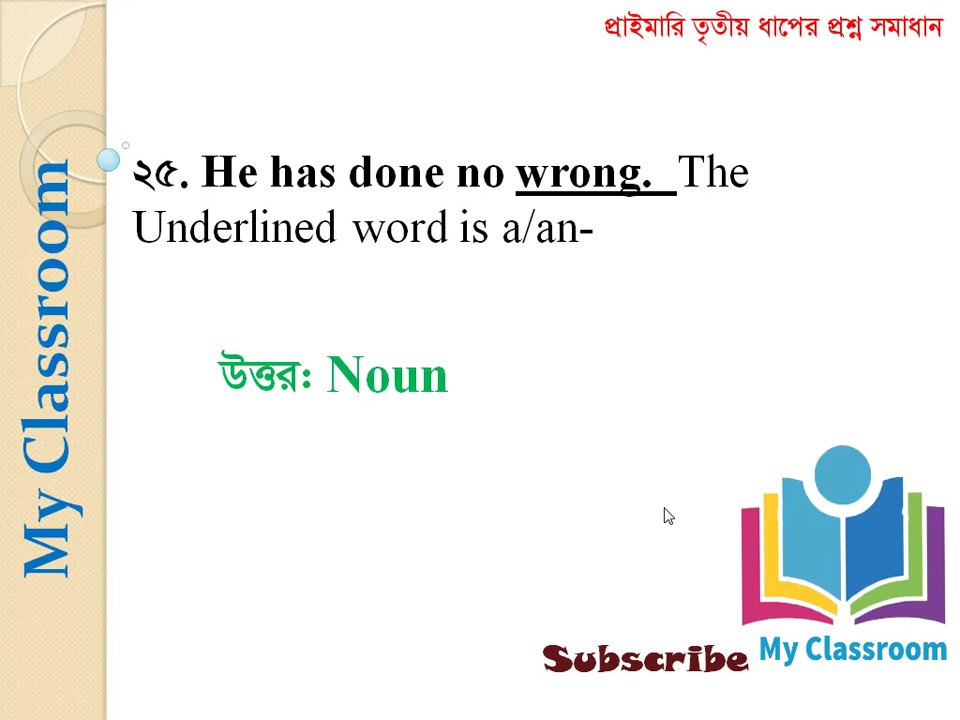 প্রাইমারি তৃতীয় ধাপের প্রশ্ন সমাধান
My Classroom
২৫. He has done no wrong. The
Underlined word is a/an-
উত্তরঃ Noun
Subscribe
My Classroom